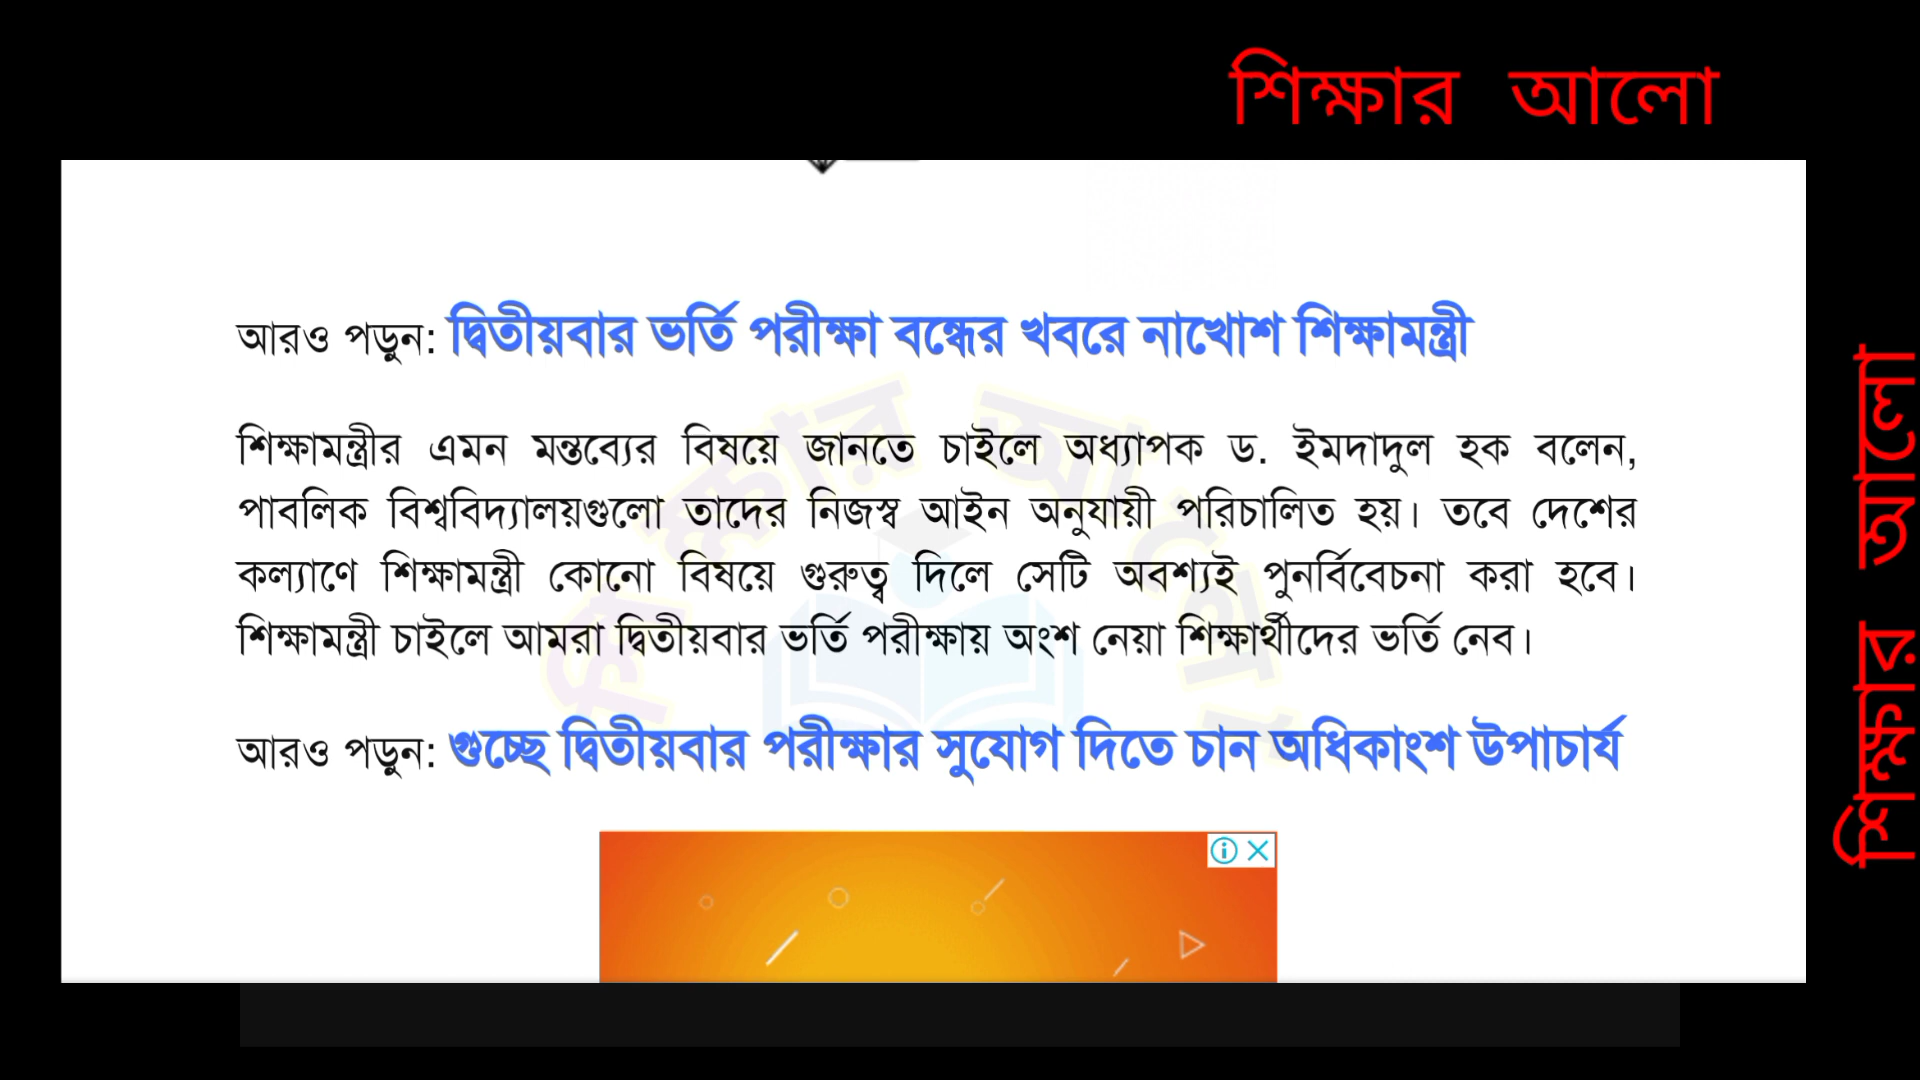 শিক্ষার আলো
আরও পড়ুন: দ্বিতীয়বার ভর্তি পরীক্ষা বন্ধের খবরে নাখোশ শিক্ষামন্ত্রী
শিক্ষামন্ত্রীর এমন মন্তব্যের বিষয়ে জানতে চাইলে অধ্যাপক ড. ইমদাদুল হক বলেন,
পাবলিক বিশ্ববিদ্যালয়গুলো তাদের নিজস্ব আইন অনুযায়ী পরিচালিত হয়। তবে দেশের
কল্যাণে শিক্ষামন্ত্রী কোনো বিষয়ে গুরুত্ব দিলে সেটি অবশ্যই পুনর্বিবেচনা করা হবে।
শিক্ষামন্ত্রী চাইলে আমরা দ্বিতীয়বার ভর্তি পরীক্ষায় অংশ নেয়া শিক্ষার্থীদের ভর্তি নেব।
আরও পড়ুন: গুচ্ছে দ্বিতীয়বার পরীক্ষার সুযোগ দিতে চান অধিকাংশ উপাচার্য
শিক্ষার আলো
শিক্ষার আলো